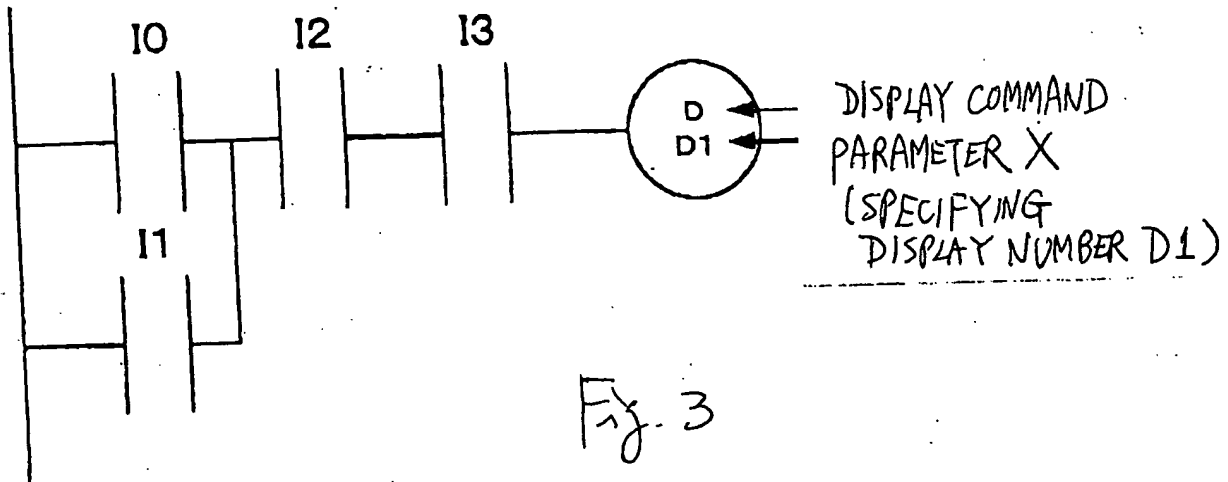 I0 I2 I3
D
D1
DISPLAY COMMAND
PARAMETER X
(SPECIFYING
DISPLAY NUMBER D1)
I1
Fig. 3